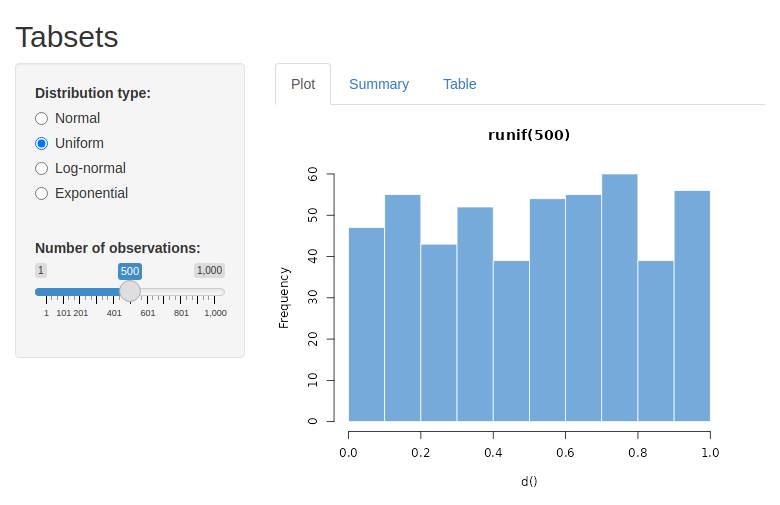 Tabsets
Distribution type:
Normal
Uniform
Log-normal
Exponential
Number of observations:
1 500 1,000
1 101 201 401 601 801 1,000
Plot Summary Table
runif(500)
Frequency
60
50
40
30
20
10
0
0.0 0.2 0.4 0.6 0.8 1.0
d()